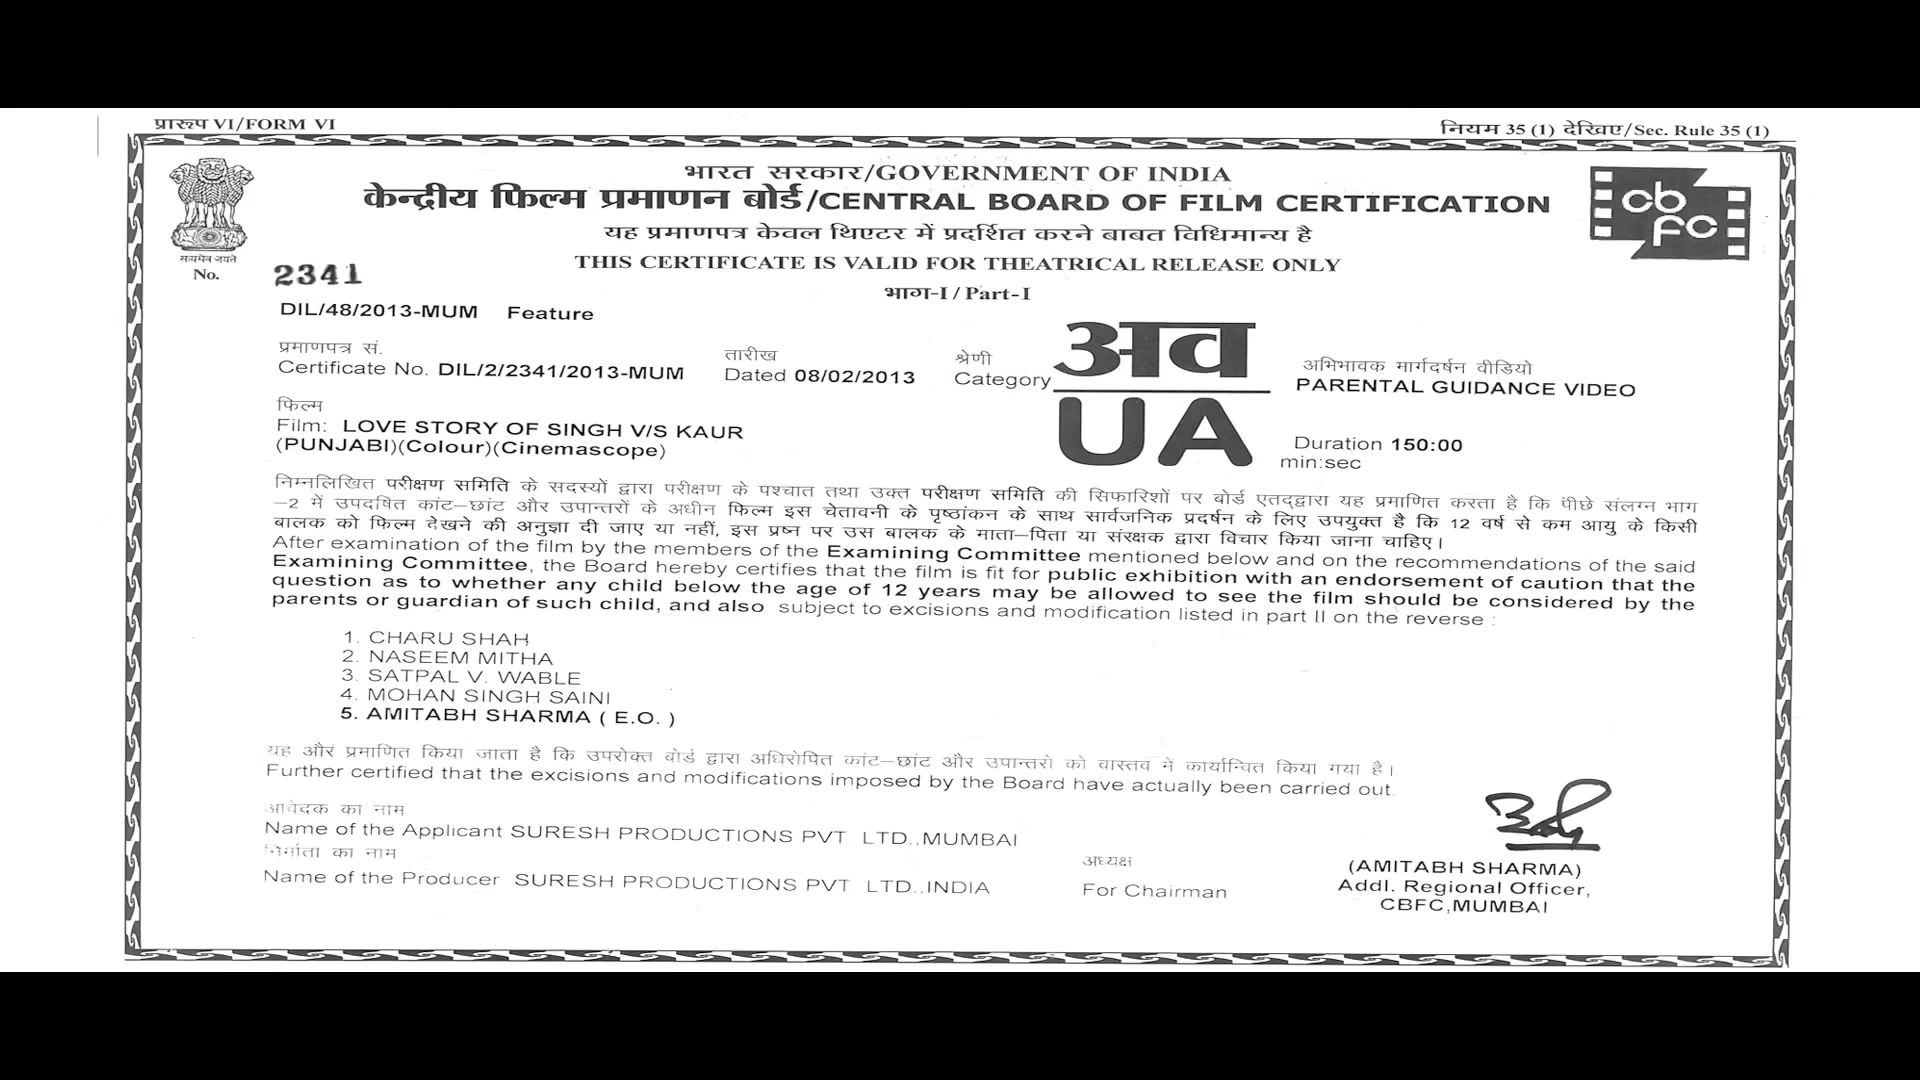 प्रारूप VI/FORM VI
नियम 35 (1) देखिए/Sec. Rule 35 (1)
भारत सरकार/GOVERNMENT OF INDIA
केन्द्रीय फिल्म प्रमाणन बोर्ड/CENTRAL BOARD OF FILM CERTIFICATION
cbfc
यह प्रमाणपत्र केवल थिएटर में प्रदर्शित करने बाबत विधिमान्य है
सत्यमेव जयते
THIS CERTIFICATE IS VALID FOR THEATRICAL RELEASE ONLY
No. 2341
भाग-I / Part-I
DIL/48/2013-MUM Feature
प्रमाणपत्र सं. तारीख श्रेणी अव अभिभावक मार्गदर्षन वीडियो
Certificate No. DIL/2/2341/2013-MUM Dated 08/02/2013 Category UA PARENTAL GUIDANCE VIDEO
फिल्म
Film: LOVE STORY OF SINGH V/S KAUR
(PUNJABI)(Colour)(Cinemascope)
Duration 150:00
min:sec
निम्नलिखित परीक्षण समिति के सदस्यों द्वारा परीक्षण के पश्चात तथा उक्त परीक्षण समिति की सिफारिशों पर बोर्ड एतद्द्वारा यह प्रमाणित करता है कि पीछे संलग्न भाग
-2 में उपदषित कांट-छांट और उपान्तरों के अधीन फिल्म इस चेतावनी के पृष्ठांकन के साथ सार्वजनिक प्रदर्षन के लिए उपयुक्त है कि 12 वर्ष से कम आयु के किसी
बालक को फिल्म देखने की अनुज्ञा दी जाए या नहीं, इस प्रष्न पर उस बालक के माता-पिता या संरक्षक द्वारा विचार किया जाना चाहिए।
After examination of the film by the members of the Examining Committee mentioned below and on the recommendations of the said
Examining Committee, the Board hereby certifies that the film is fit for public exhibition with an endorsement of caution that the
question as to whether any child below the age of 12 years may be allowed to see the film should be considered by the
parents or guardian of such child, and also subject to excisions and modification listed in part II on the reverse :
1. CHARU SHAH
2. NASEEM MITHA
3. SATPAL V. WABLE
4. MOHAN SINGH SAINI
5. AMITABH SHARMA ( E.O. )
यह और प्रमाणित किया जाता है कि उपरोक्त बोर्ड द्वारा अधिरोपित कांट-छांट और उपान्तरों को वास्तव में कार्यान्वित किया गया है।
Further certified that the excisions and modifications imposed by the Board have actually been carried out.
आवेदक का नाम
Name of the Applicant SURESH PRODUCTIONS PVT LTD.,MUMBAI
निर्माता का नाम
Name of the Producer SURESH PRODUCTIONS PVT LTD.,INDIA
अध्यक्ष
For Chairman
(AMITABH SHARMA)
Addl. Regional Officer,
CBFC,MUMBAI